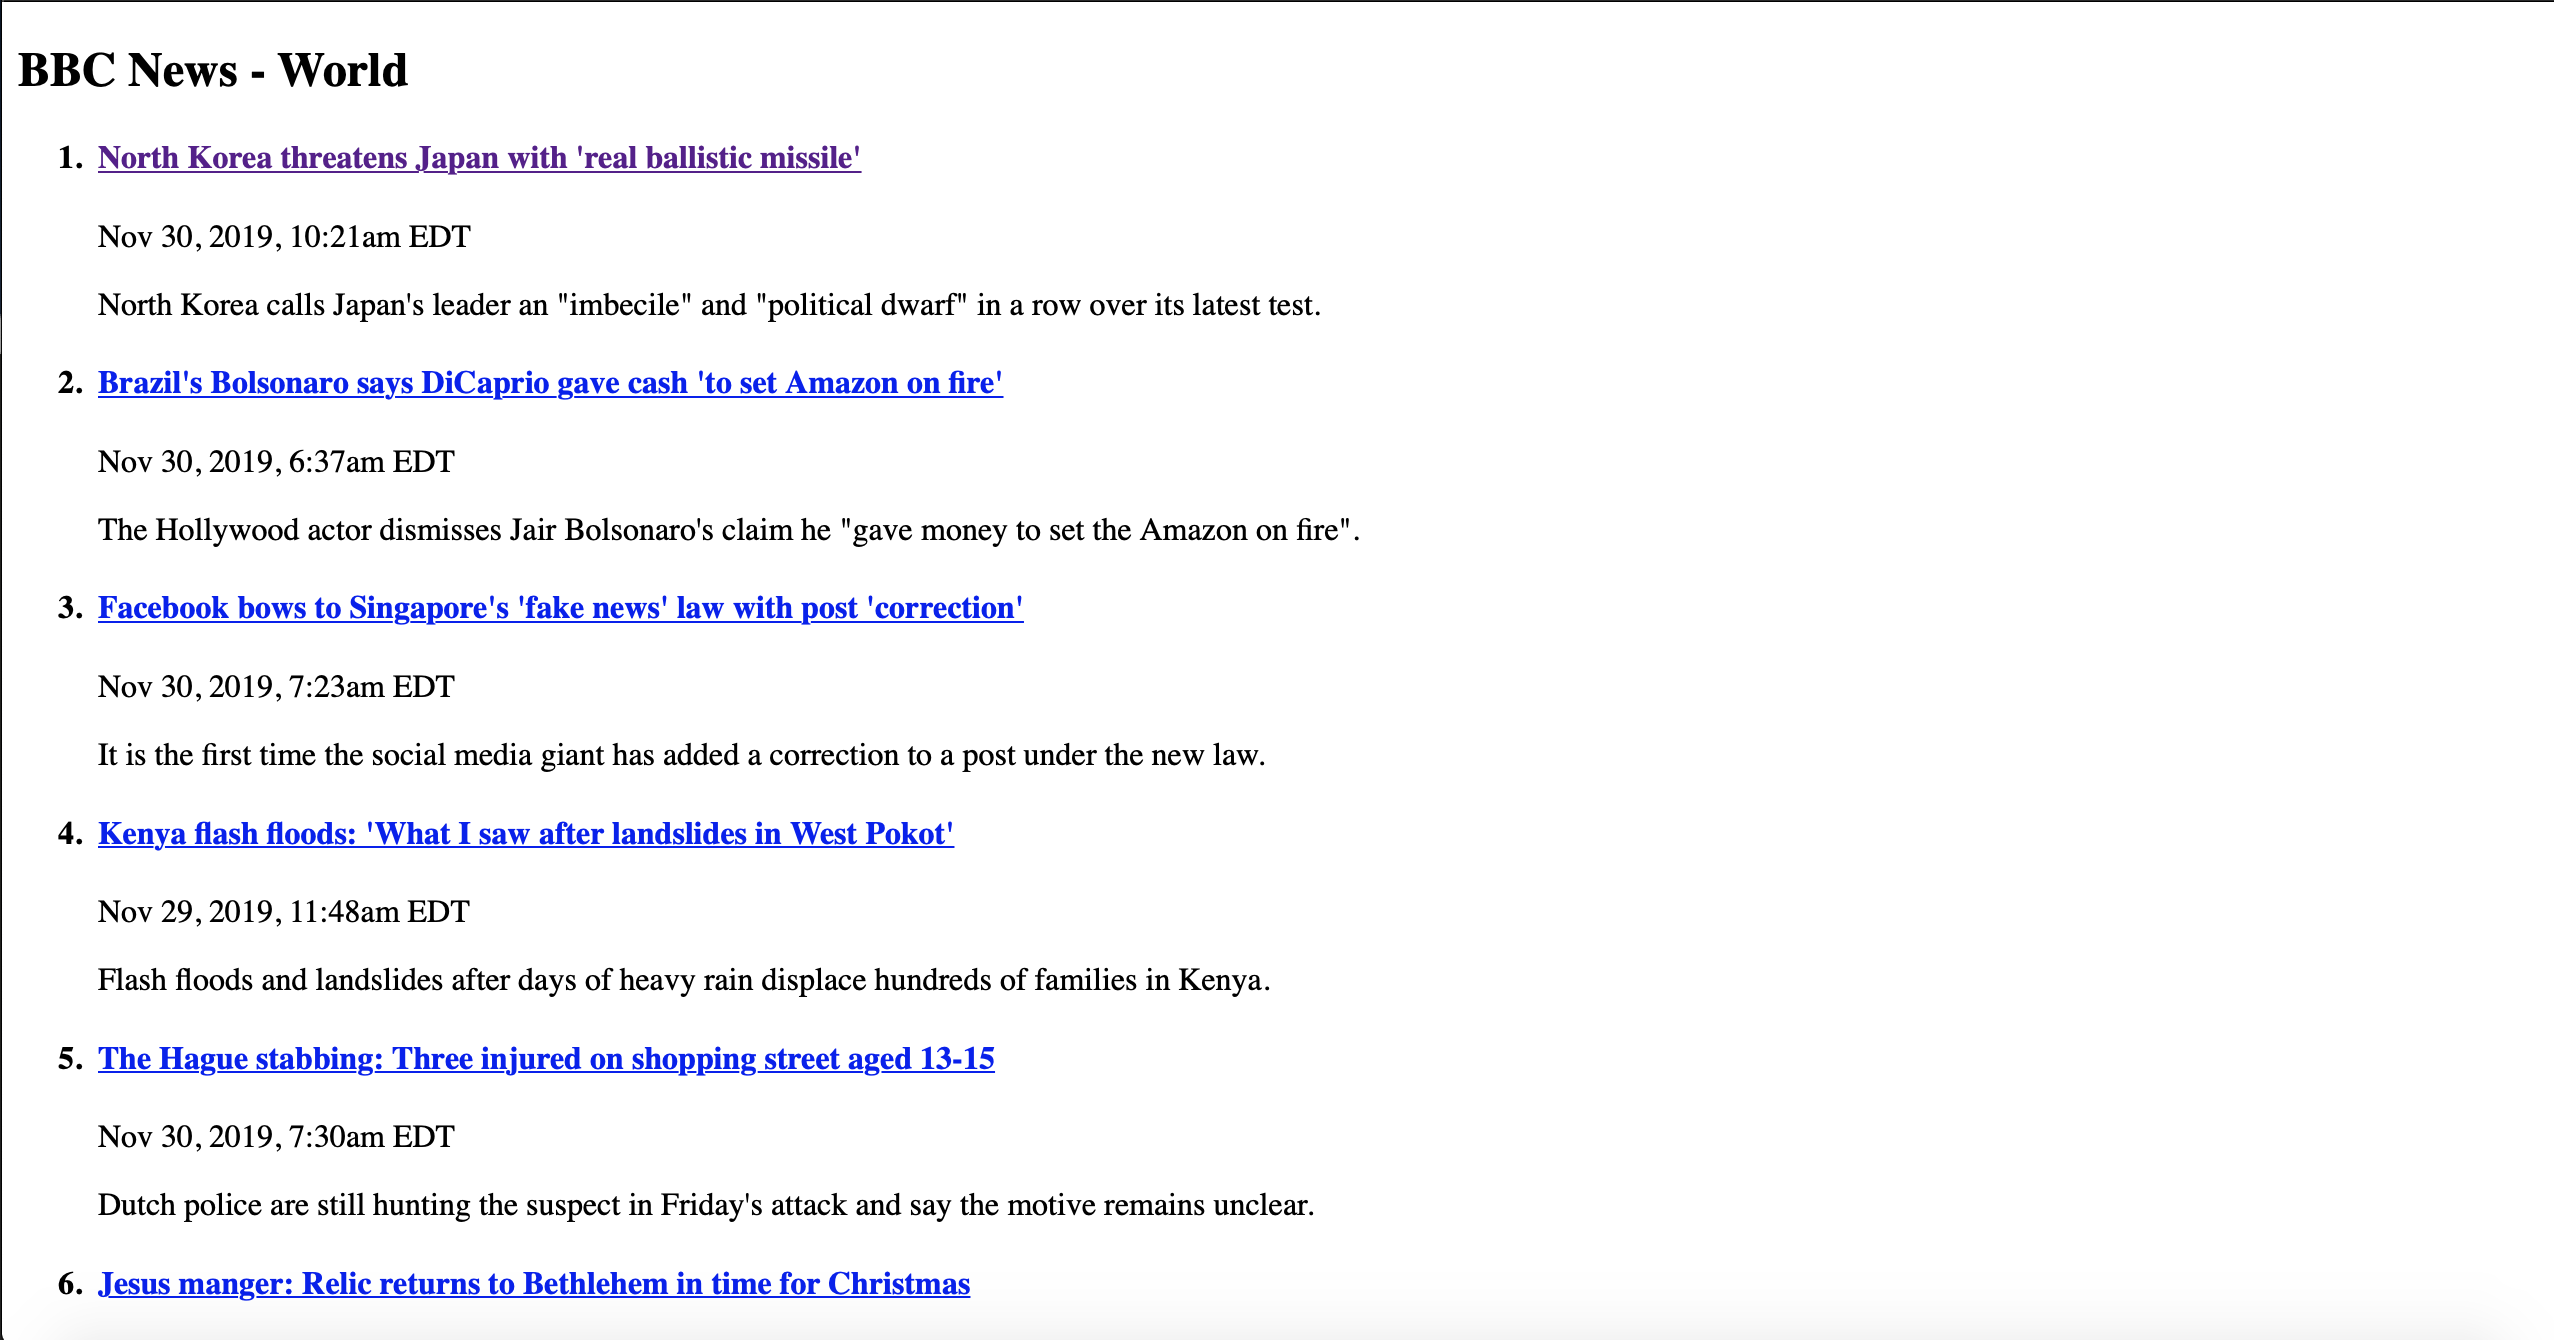 BBC News - World
1. North Korea threatens Japan with 'real ballistic missile'
Nov 30, 2019, 10:21am EDT
North Korea calls Japan's leader an "imbecile" and "political dwarf" in a row over its latest test.
2. Brazil's Bolsonaro says DiCaprio gave cash 'to set Amazon on fire'
Nov 30, 2019, 6:37am EDT
The Hollywood actor dismisses Jair Bolsonaro's claim he "gave money to set the Amazon on fire".
3. Facebook bows to Singapore's 'fake news' law with post 'correction'
Nov 30, 2019, 7:23am EDT
It is the first time the social media giant has added a correction to a post under the new law.
4. Kenya flash floods: 'What I saw after landslides in West Pokot'
Nov 29, 2019, 11:48am EDT
Flash floods and landslides after days of heavy rain displace hundreds of families in Kenya.
5. The Hague stabbing: Three injured on shopping street aged 13-15
Nov 30, 2019, 7:30am EDT
Dutch police are still hunting the suspect in Friday's attack and say the motive remains unclear.
6. Jesus manger: Relic returns to Bethlehem in time for Christmas